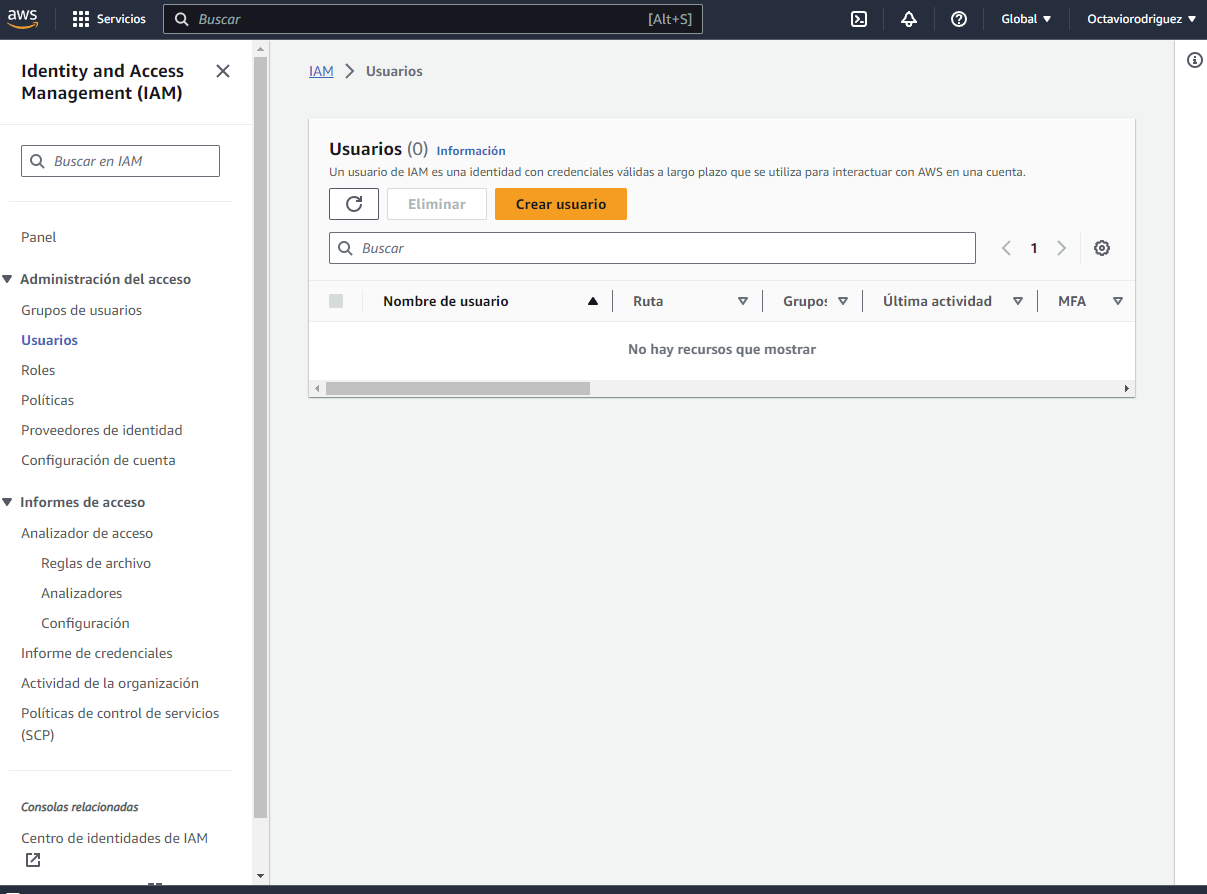 aws
Servicios
Buscar
[Alt+S]
Global
Octaviorodriguez
Identity and Access
Management (IAM)
Buscar en IAM
Panel
Administración del acceso
Grupos de usuarios
Usuarios
Roles
Políticas
Proveedores de identidad
Configuración de cuenta
Informes de acceso
Analizador de acceso
Reglas de archivo
Analizadores
Configuración
Informe de credenciales
Actividad de la organización
Políticas de control de servicios
(SCP)
Consolas relacionadas
Centro de identidades de IAM
IAM
Usuarios
Usuarios (0) Información
Un usuario de IAM es una identidad con credenciales válidas a largo plazo que se utiliza para interactuar con AWS en una cuenta.
Eliminar
Crear usuario
Buscar
1
Nombre de usuario
Ruta
Grupos
Última actividad
MFA
No hay recursos que mostrar